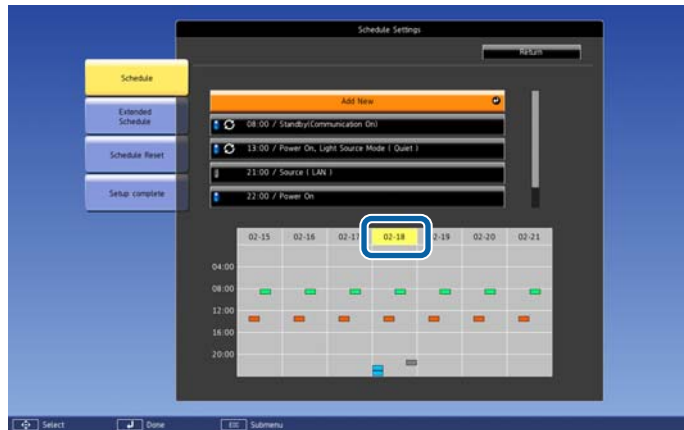 Schedule Settings
Return
Schedule
Extended
Schedule
Schedule Reset
Setup complete
Add New
08:00 / Standby(Communication On)
13:00 / Power On, Light Source Mode ( Quiet )
21:00 / Source ( LAN )
22:00 / Power On
02-15 02-16 02-17 02-18 02-19 02-20 02-21
04:00
08:00
12:00
16:00
20:00
Select Done Esc Submenu